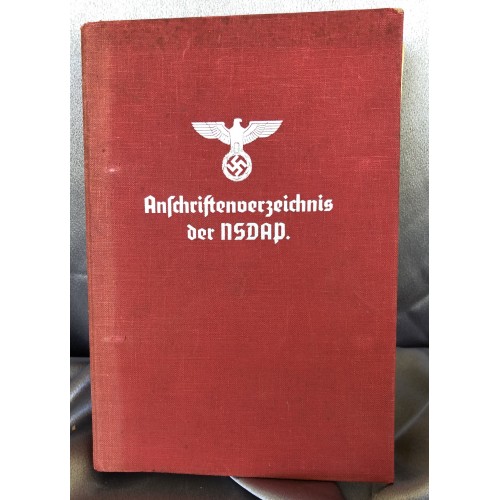 Anschriftenverzeichnis
der NSDAP.